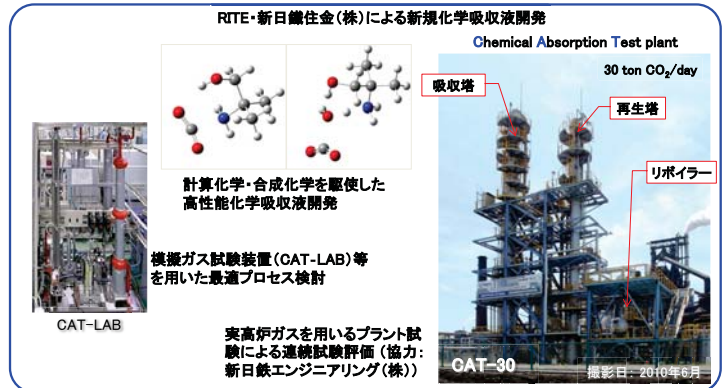 RITE・新日鐵住金(株)による新規化学吸収液開発
Chemical Absorption Test plant
30 ton CO₂/day
吸収塔
再生塔
リボイラー
計算化学・合成化学を駆使した
高性能化学吸収液開発
模擬ガス試験装置(CAT-LAB)等
を用いた最適プロセス検討
CAT-LAB
実高炉ガスを用いるプラント試
験による連続試験評価(協力:
新日鉄エンジニアリング(株))
CAT-30
撮影日:2010年6月